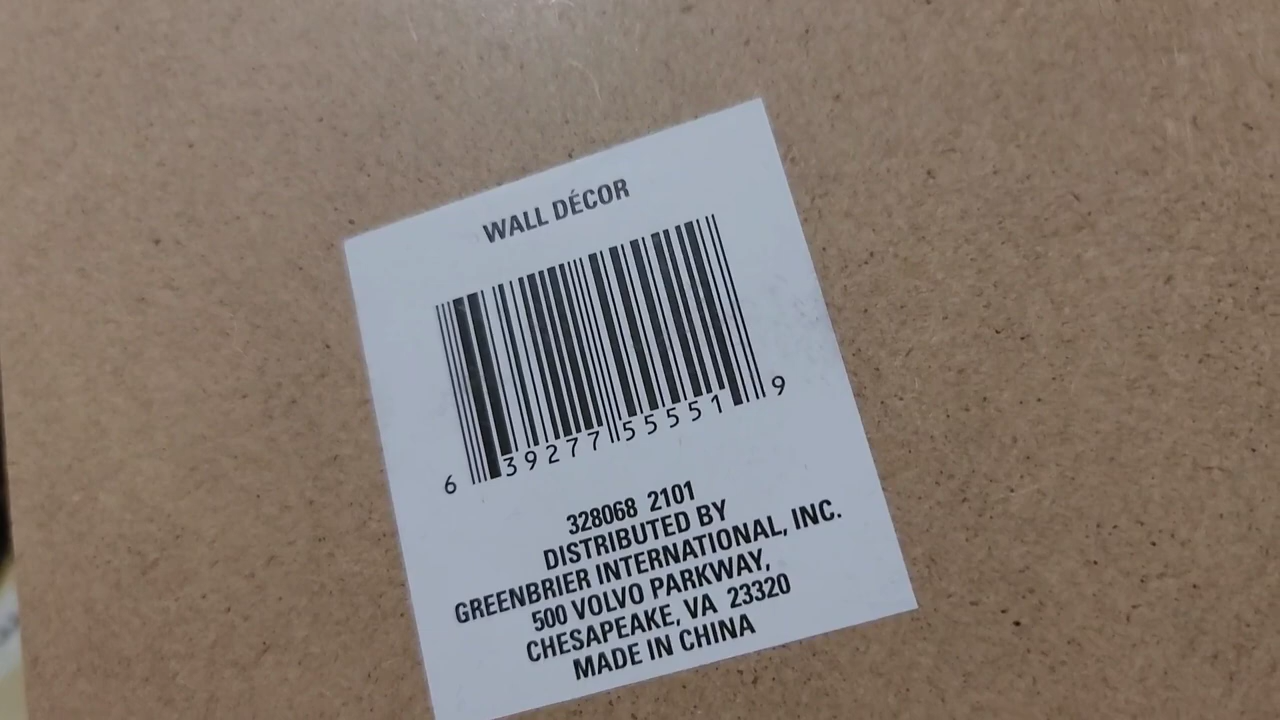 WALL DÉCOR
6 39277 55551 9
328068 2101
DISTRIBUTED BY
GREENBRIER INTERNATIONAL, INC.
500 VOLVO PARKWAY,
CHESAPEAKE, VA 23320
MADE IN CHINA